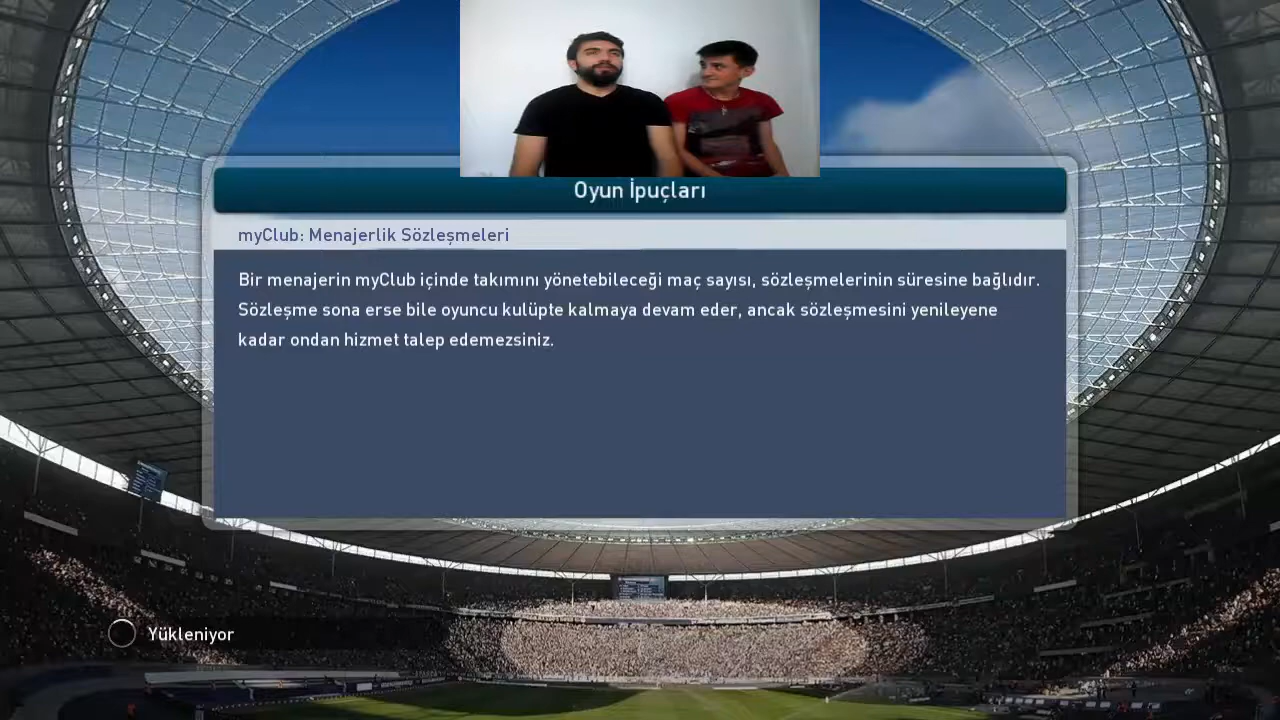 Oyun İpuçları
myClub: Menajerlik Sözleşmeleri
Bir menajerin myClub içinde takımını yönetebileceği maç sayısı, sözleşmelerinin süresine bağlıdır.
Sözleşme sona erse bile oyuncu kulüpte kalmaya devam eder, ancak sözleşmesini yenileyene
kadar ondan hizmet talep edemezsiniz.
Yükleniyor